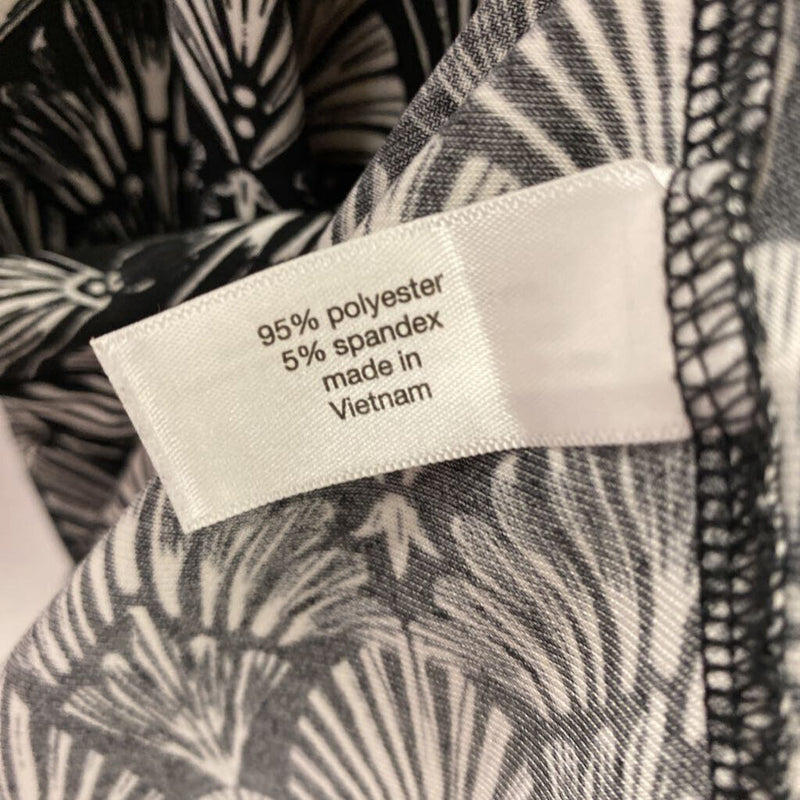 95% polyester
5% spandex
made in
Vietnam